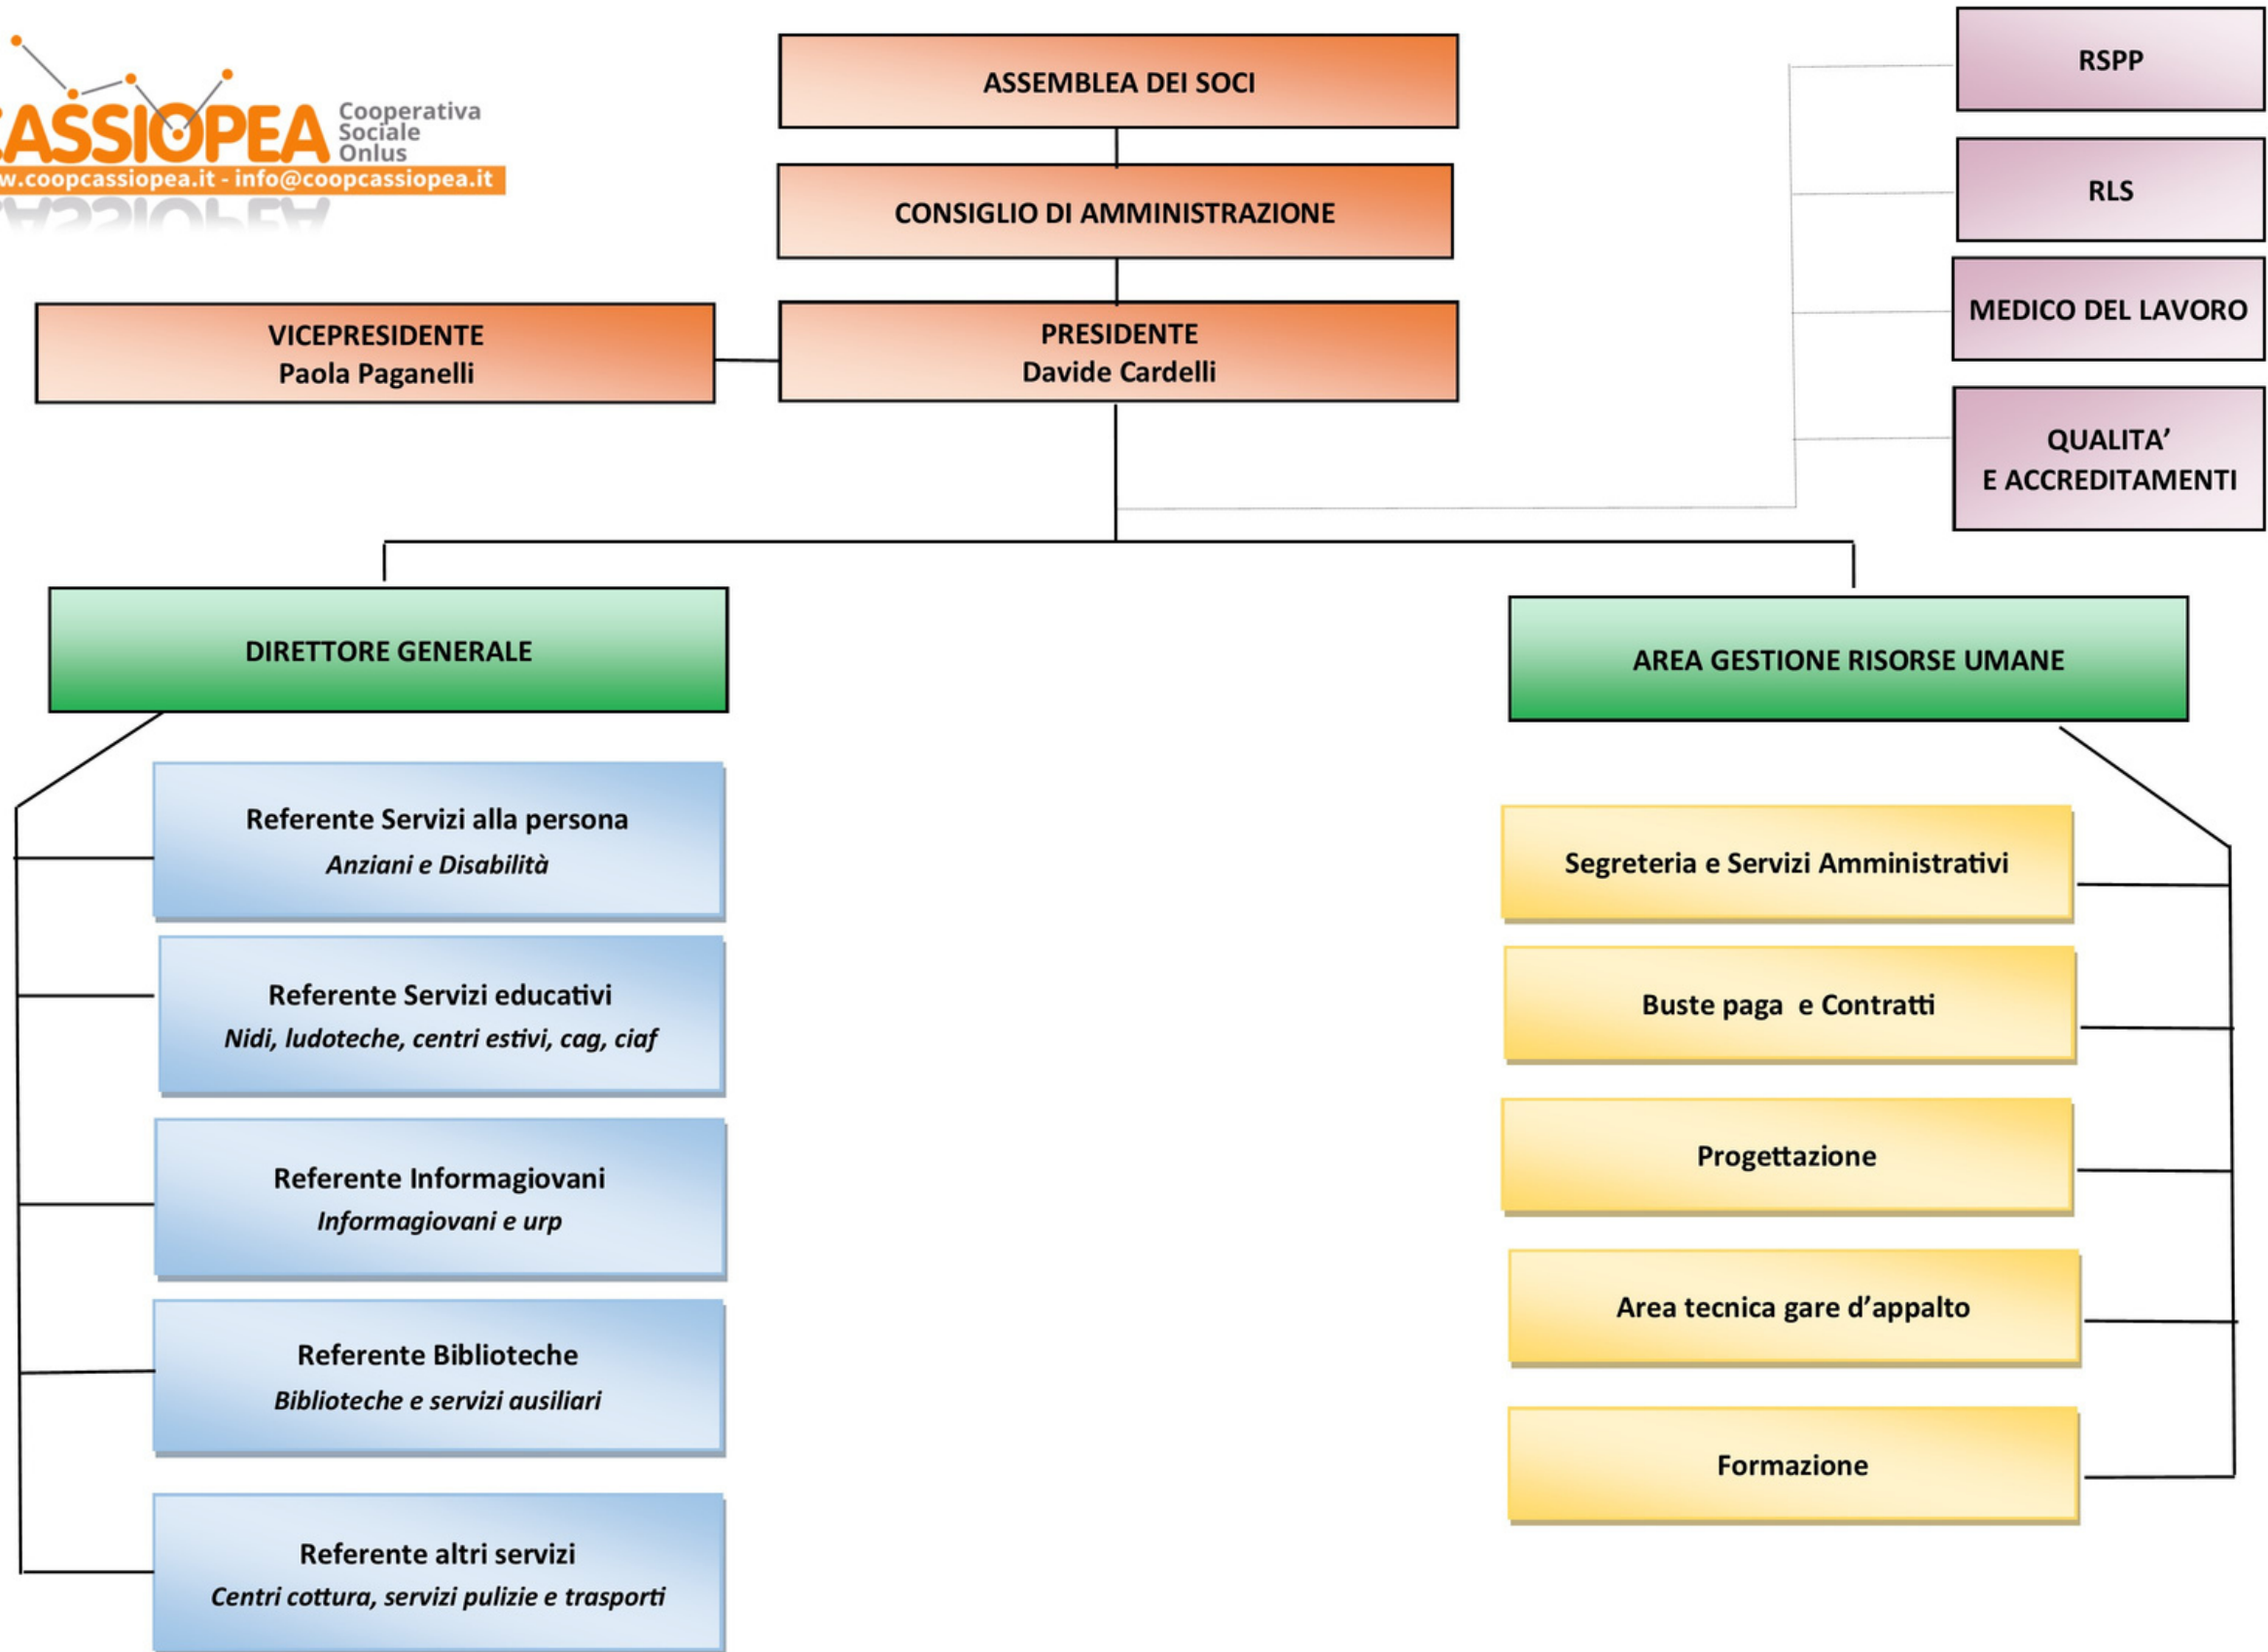 ASSIOPEA
Cooperativa
Sociale
Onlus
w.coopcassiopea.it - info@coopcassiopea.it
ASSEMBLEA DEI SOCI
CONSIGLIO DI AMMINISTRAZIONE
VICEPRESIDENTE
Paola Paganelli
PRESIDENTE
Davide Cardelli
RSPP
RLS
MEDICO DEL LAVORO
QUALITA’
E ACCREDITAMENTI
DIRETTORE GENERALE
Referente Servizi alla persona
Anziani e Disabilità
Referente Servizi educativi
Nidi, ludoteche, centri estivi, cag, ciaf
Referente Informagiovani
Informagiovani e urp
Referente Biblioteche
Biblioteche e servizi ausiliari
Referente altri servizi
Centri cottura, servizi pulizie e trasporti
AREA GESTIONE RISORSE UMANE
Segreteria e Servizi Amministrativi
Buste paga  e Contratti
Progettazione
Area tecnica gare d’appalto
Formazione